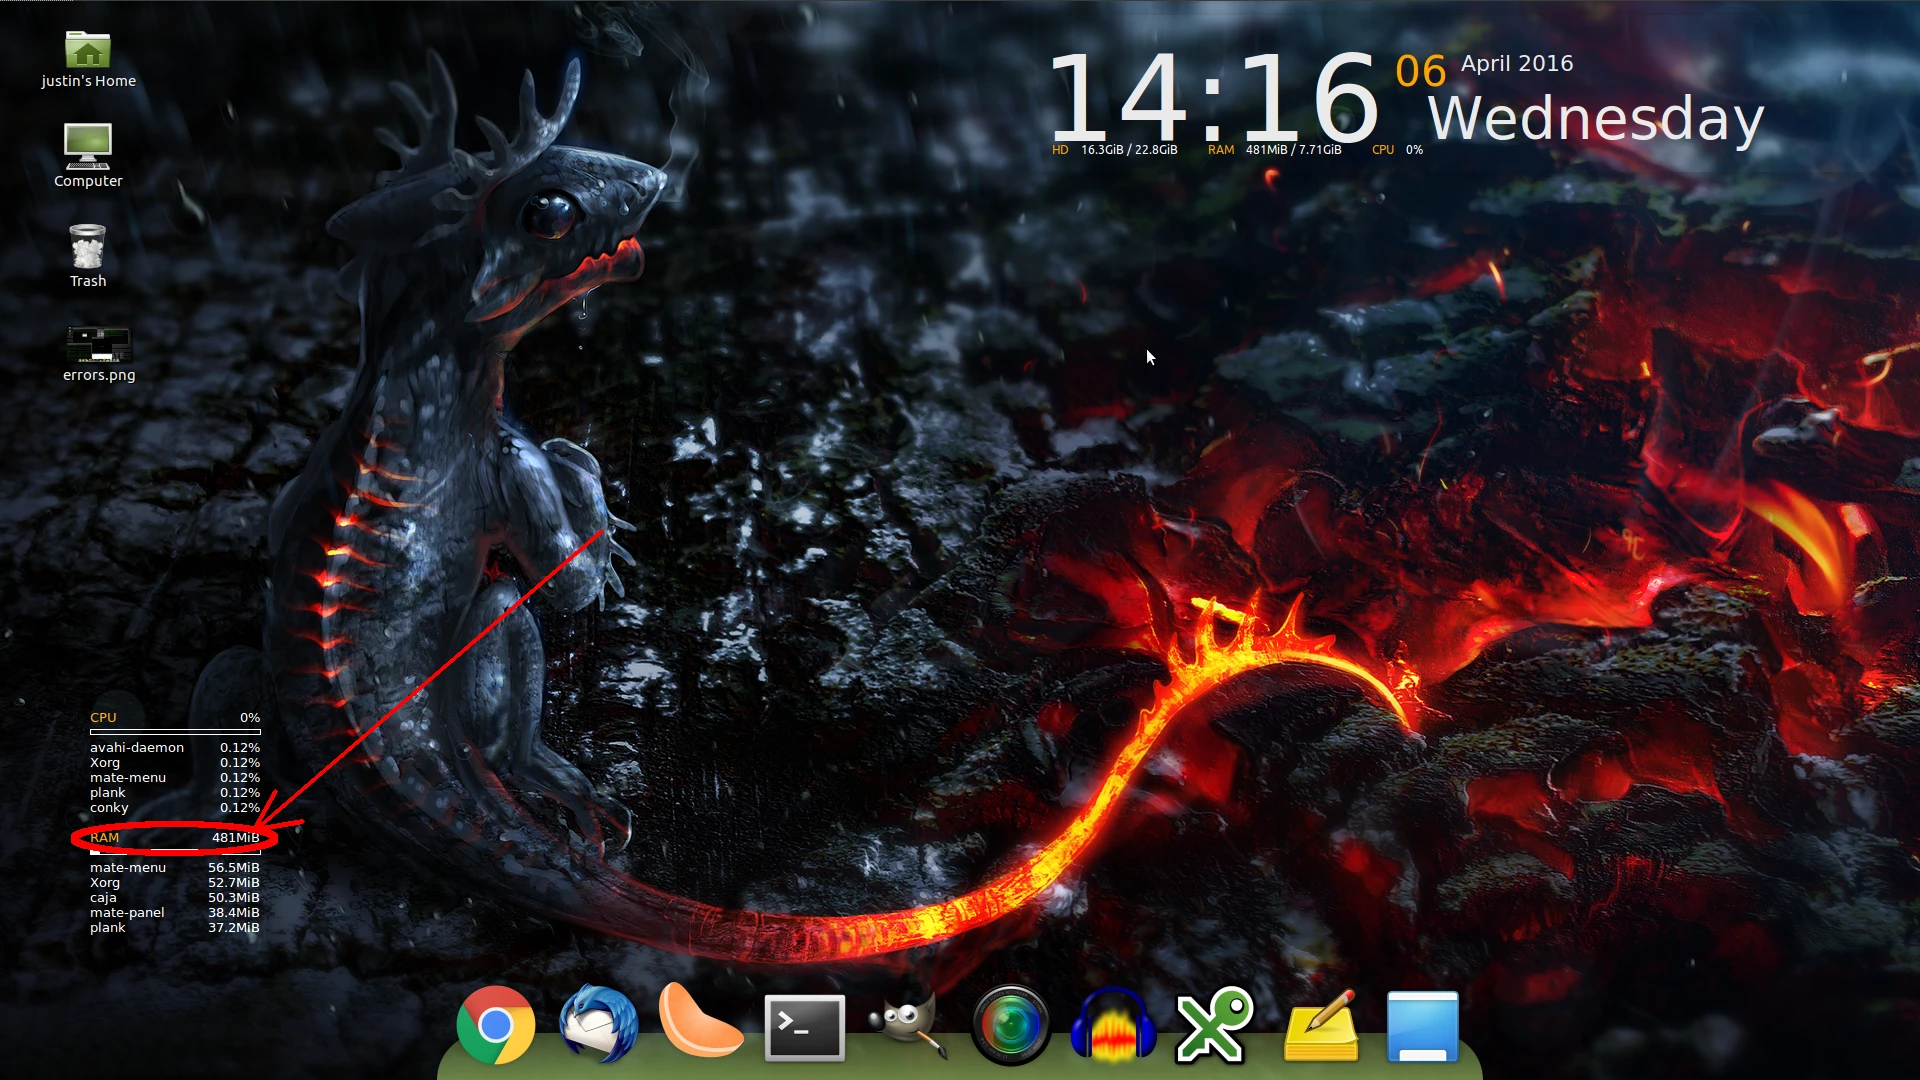 justin's Home
Computer
Trash
errors.png
14:16 06 April 2016
Wednesday
HD 16.3GiB / 22.8GiB RAM 481MiB / 7.71GiB CPU 0%
CPU 0%
avahi-daemon 0.12%
Xorg 0.12%
mate-menu 0.12%
plank 0.12%
conky 0.12%
RAM 481MiB
mate-menu 56.5MiB
Xorg 52.7MiB
caja 50.3MiB
mate-panel 38.4MiB
plank 37.2MiB
>_